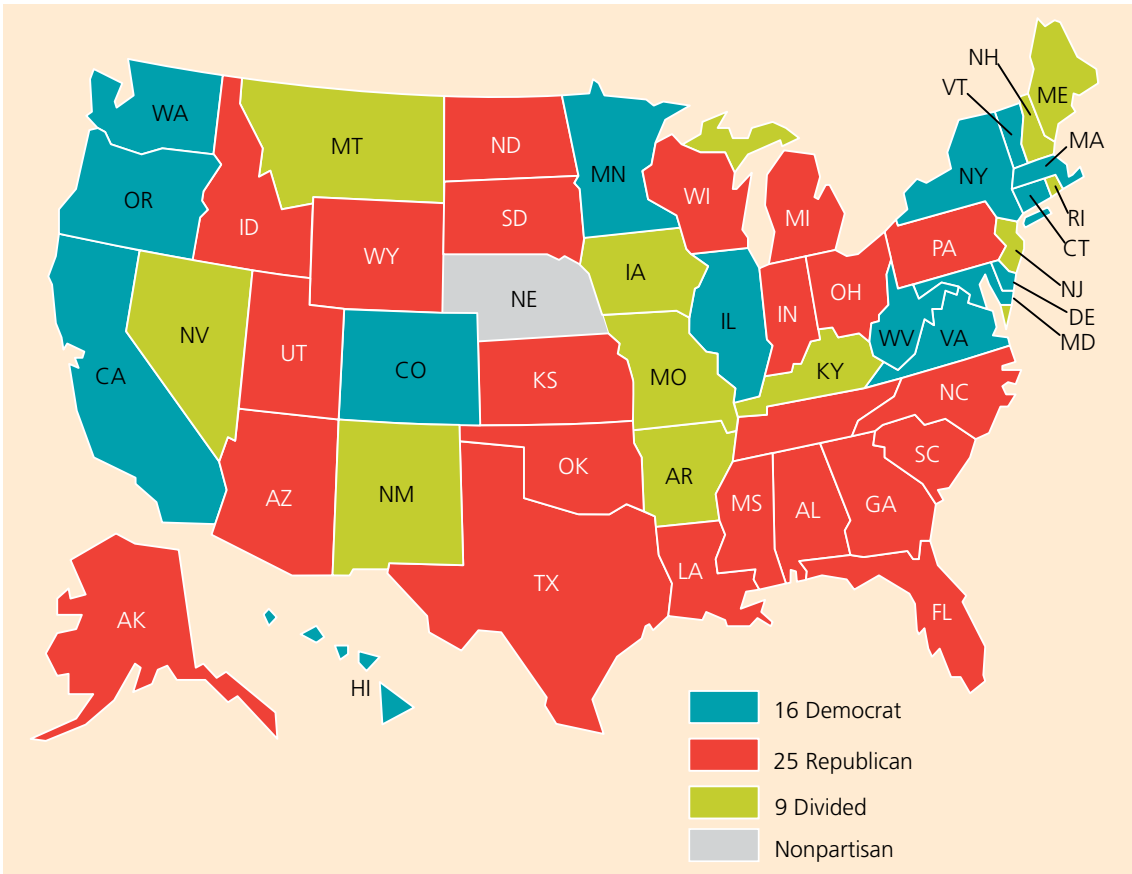 NH
VT
ME
WA
MT
ND
MN
MA
OR
ID
SD
WI
MI
NY
RI
WY
PA
CT
IA
NE
OH
NJ
NV
IL
IN
DE
UT
CO
WV
VA
MD
CA
KS
MO
KY
NC
AZ
NM
OK
AR
SC
MS
AL
GA
TX
LA
AK
FL
HI
16 Democrat
25 Republican
9 Divided
Nonpartisan